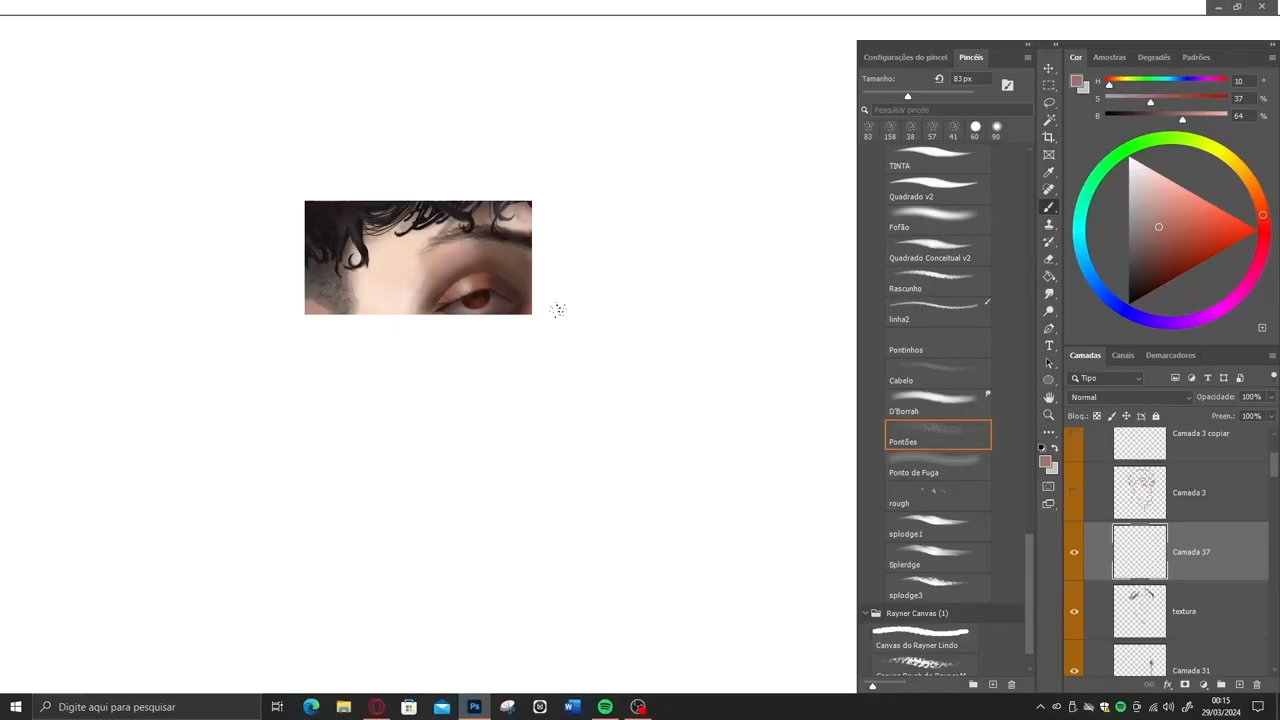 Configurações do pincel
Pincéis
Tamanho:
83 px
Pesquisar pincéis
83
158
38
57
41
60
90
TINTA
Quadrado v2
Fofão
Quadrado Conceitual v2
Rascunho
linha2
Pontinhos
Cabelo
D'Borrah
Pontões
Ponto de Fuga
rough
splodge1
Splerdge
splodge3
Rayner Canvas (1)
Canvas do Rayner Lindo
Cor
Amostras
Degradês
Padrões
H
10
°
S
37
%
B
64
%
Camadas
Canais
Demarcadores
Tipo
Normal
Opacidade:
100%
Bloq.:
Preen.:
100%
Camada 3 copiar
Camada 3
Camada 37
textura
Camada 31
Digite aqui para pesquisar
00:15
29/03/2024